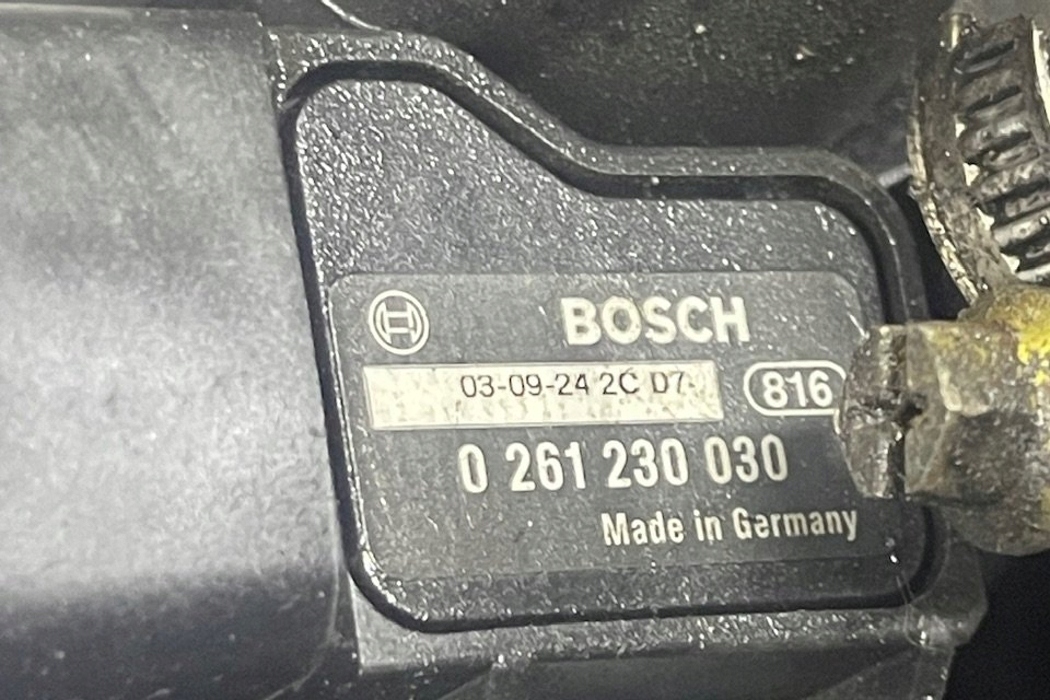 BOSCH
03-09-24 2C D7
816
0 261 230 030
Made in Germany